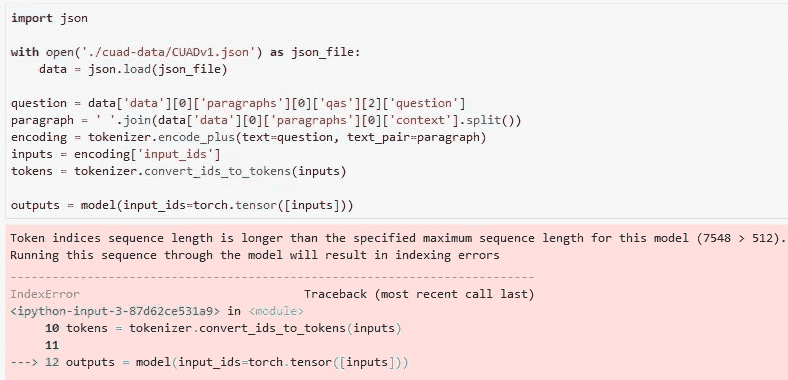 import json
with open('./cuad-data/CUADv1.json') as json_file:
    data = json.load(json_file)
question = data['data'][0]['paragraphs'][0]['qas'][2]['question']
paragraph = ' '.join(data['data'][0]['paragraphs'][0]['context'].split())
encoding = tokenizer.encode_plus(text=question, text_pair=paragraph)
inputs = encoding['input_ids']
tokens = tokenizer.convert_ids_to_tokens(inputs)
outputs = model(input_ids=torch.tensor([inputs]))
Token indices sequence length is longer than the specified maximum sequence length for this model (7548 > 512).
Running this sequence through the model will result in indexing errors
---------------------------------------------------------------------------
IndexError                                Traceback (most recent call last)
<ipython-input-3-87d62ce531a9> in <module>
     10 tokens = tokenizer.convert_ids_to_tokens(inputs)
     11
---> 12 outputs = model(input_ids=torch.tensor([inputs]))